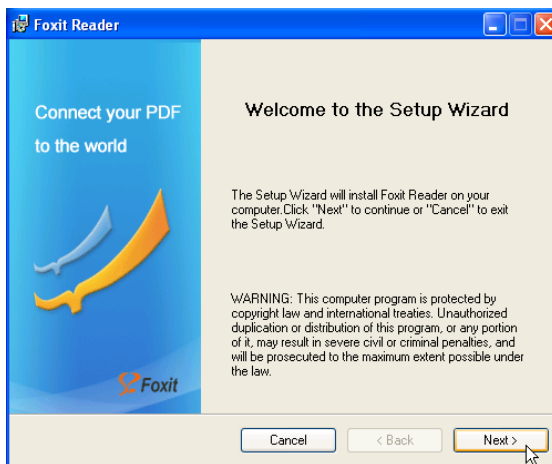 Foxit Reader
Connect your PDF
to the world
Welcome to the Setup Wizard
The Setup Wizard will install Foxit Reader on your
computer.Click "Next" to continue or "Cancel" to exit
the Setup Wizard.
WARNING: This computer program is protected by
copyright law and international treaties. Unauthorized
duplication or distribution of this program, or any portion
of it, may result in severe civil or criminal penalties, and
will be prosecuted to the maximum extent possible under
the law.
Foxit
Cancel
< Back
Next >